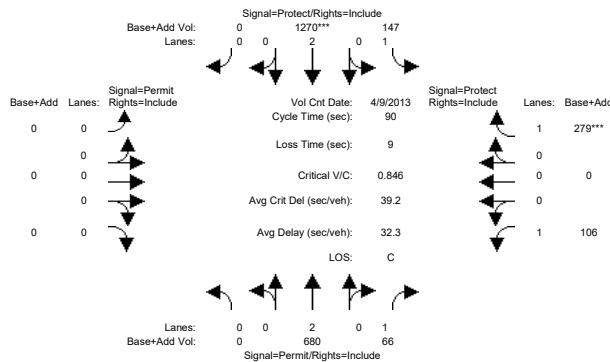 Signal=Protect/Rights=Include
Base+Add Vol: 0 1270*** 147
Lanes: 0 0 2 0 1
Signal=Permit Signal=Protect
Base+Add Lanes: Rights=Include Vol Cnt Date: 4/9/2013 Rights=Include Lanes: Base+Add
Cycle Time (sec): 90
0 0 1 279***
Loss Time (sec): 9
0 0
0 0 Critical V/C: 0.846 0 0
0 Avg Crit Del (sec/veh): 39.2 0
0 0 Avg Delay (sec/veh): 32.3 1 106
LOS: C
Lanes: 0 0 2 0 1
Base+Add Vol: 0 680 66
Signal=Permit/Rights=Include